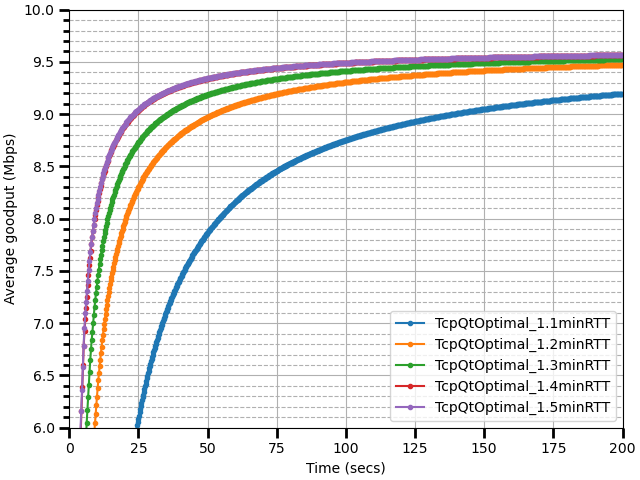 10.0
9.5
9.0
8.5
8.0
7.5
7.0
6.5
6.0
Average goodput (Mbps)
TcpQtOptimal_1.1minRTT
TcpQtOptimal_1.2minRTT
TcpQtOptimal_1.3minRTT
TcpQtOptimal_1.4minRTT
TcpQtOptimal_1.5minRTT
0 25 50 75 100 125 150 175 200
Time (secs)